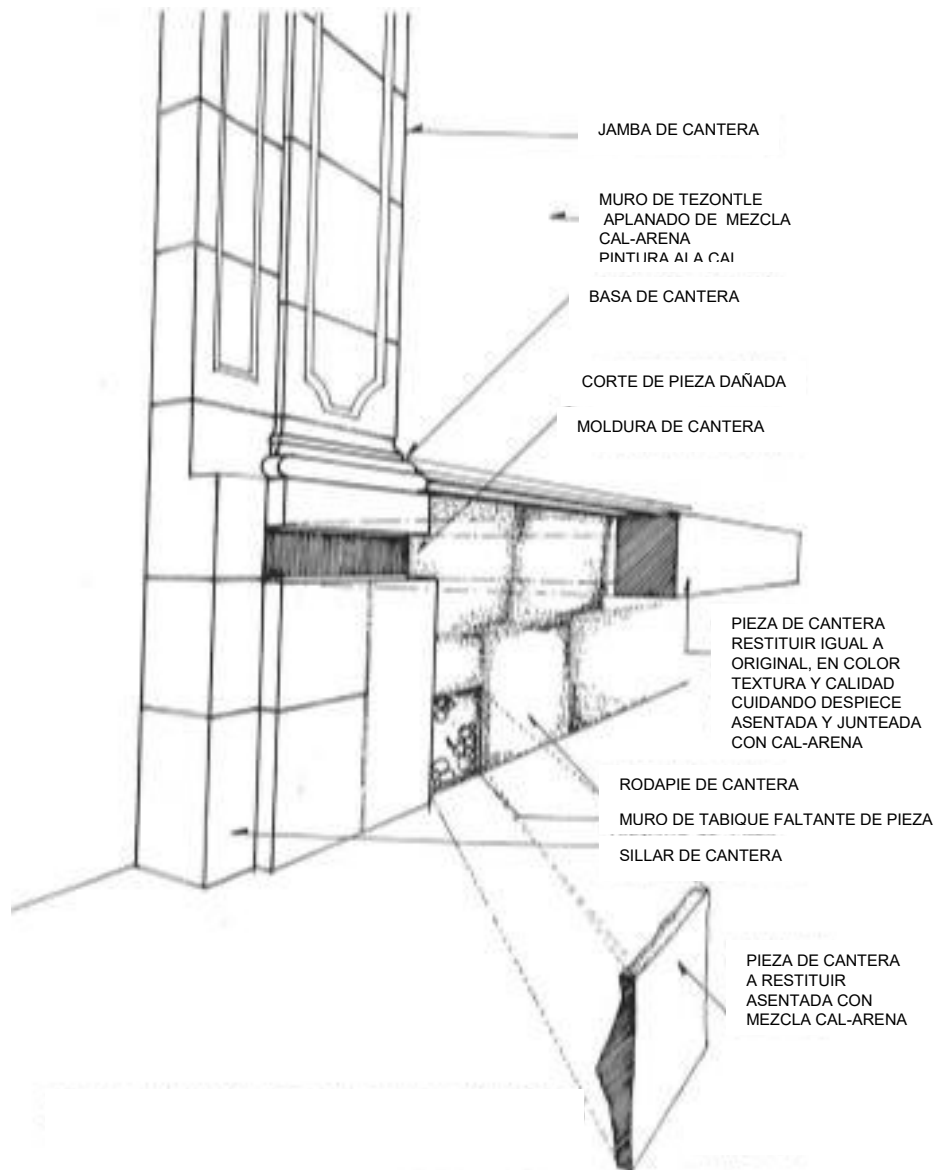 JAMBA DE CANTERA
MURO DE TEZONTLE
APLANADO DE MEZCLA
CAL-ARENA
PINTURA ALA CAL
BASA DE CANTERA
CORTE DE PIEZA DAÑADA
MOLDURA DE CANTERA
PIEZA DE CANTERA
RESTITUIR IGUAL A
ORIGINAL, EN COLOR
TEXTURA Y CALIDAD
CUIDANDO DESPIECE
ASENTADA Y JUNTEADA
CON CAL-ARENA
RODAPIE DE CANTERA
MURO DE TABIQUE FALTANTE DE PIEZA
SILLAR DE CANTERA
PIEZA DE CANTERA
A RESTITUIR
ASENTADA CON
MEZCLA CAL-ARENA